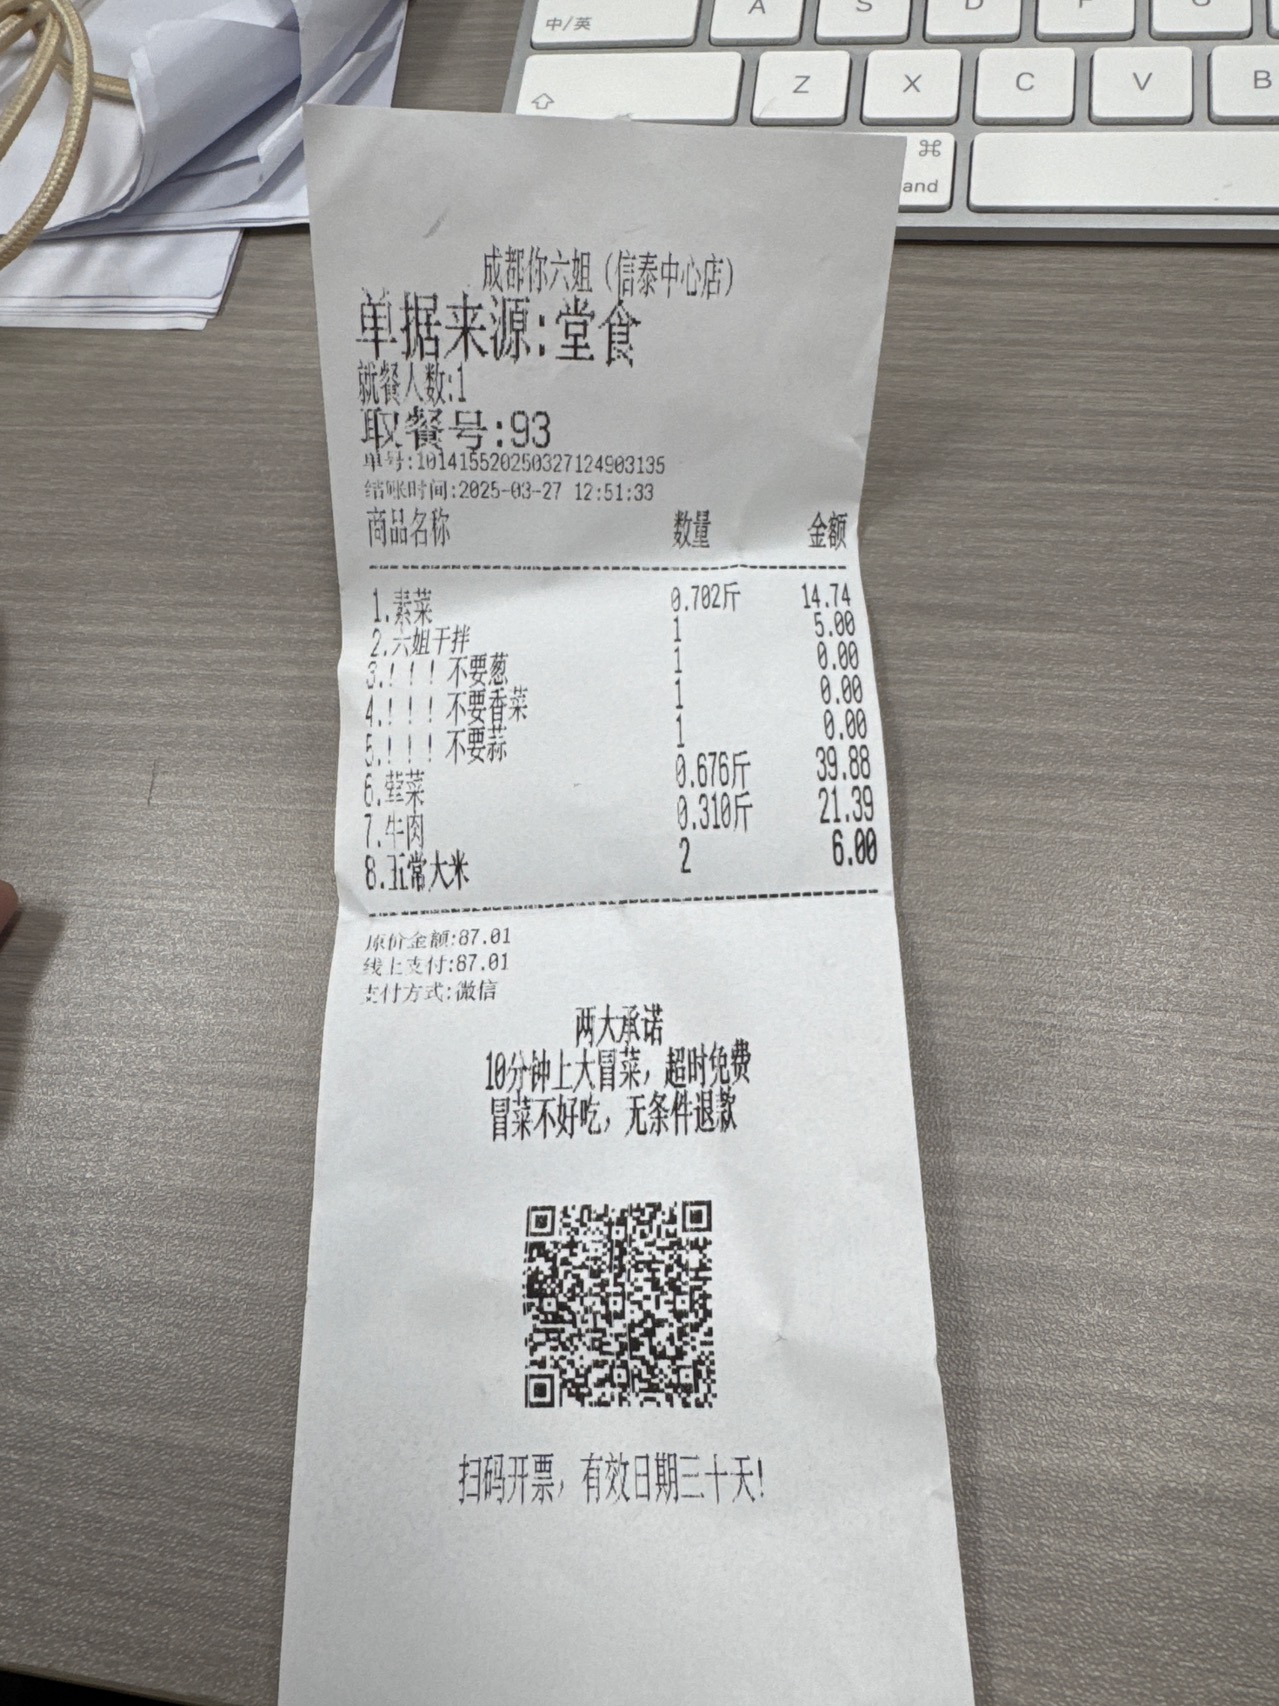 中/英
A S D F G
Z X C V B
⌘
and
成都你六姐（信泰中心店）
单据来源:堂食
就餐人数:1
取餐号:93
单号:101415520250327124903135
结账时间:2025-03-27 12:51:33
商品名称 数量 金额
1.素菜 0.702斤 14.74
2.六姐干拌 1 5.00
3.！！！不要葱 1 0.00
4.！！！不要香菜 1 0.00
5.！！！不要蒜 1 0.00
6.荤菜 0.676斤 39.88
7.牛肉 0.310斤 21.39
8.五常大米 2 6.00
原价金额:87.01
线上支付:87.01
支付方式:微信
两大承诺
10分钟上大冒菜，超时免费
冒菜不好吃，无条件退款
扫码开票，有效日期三十天！